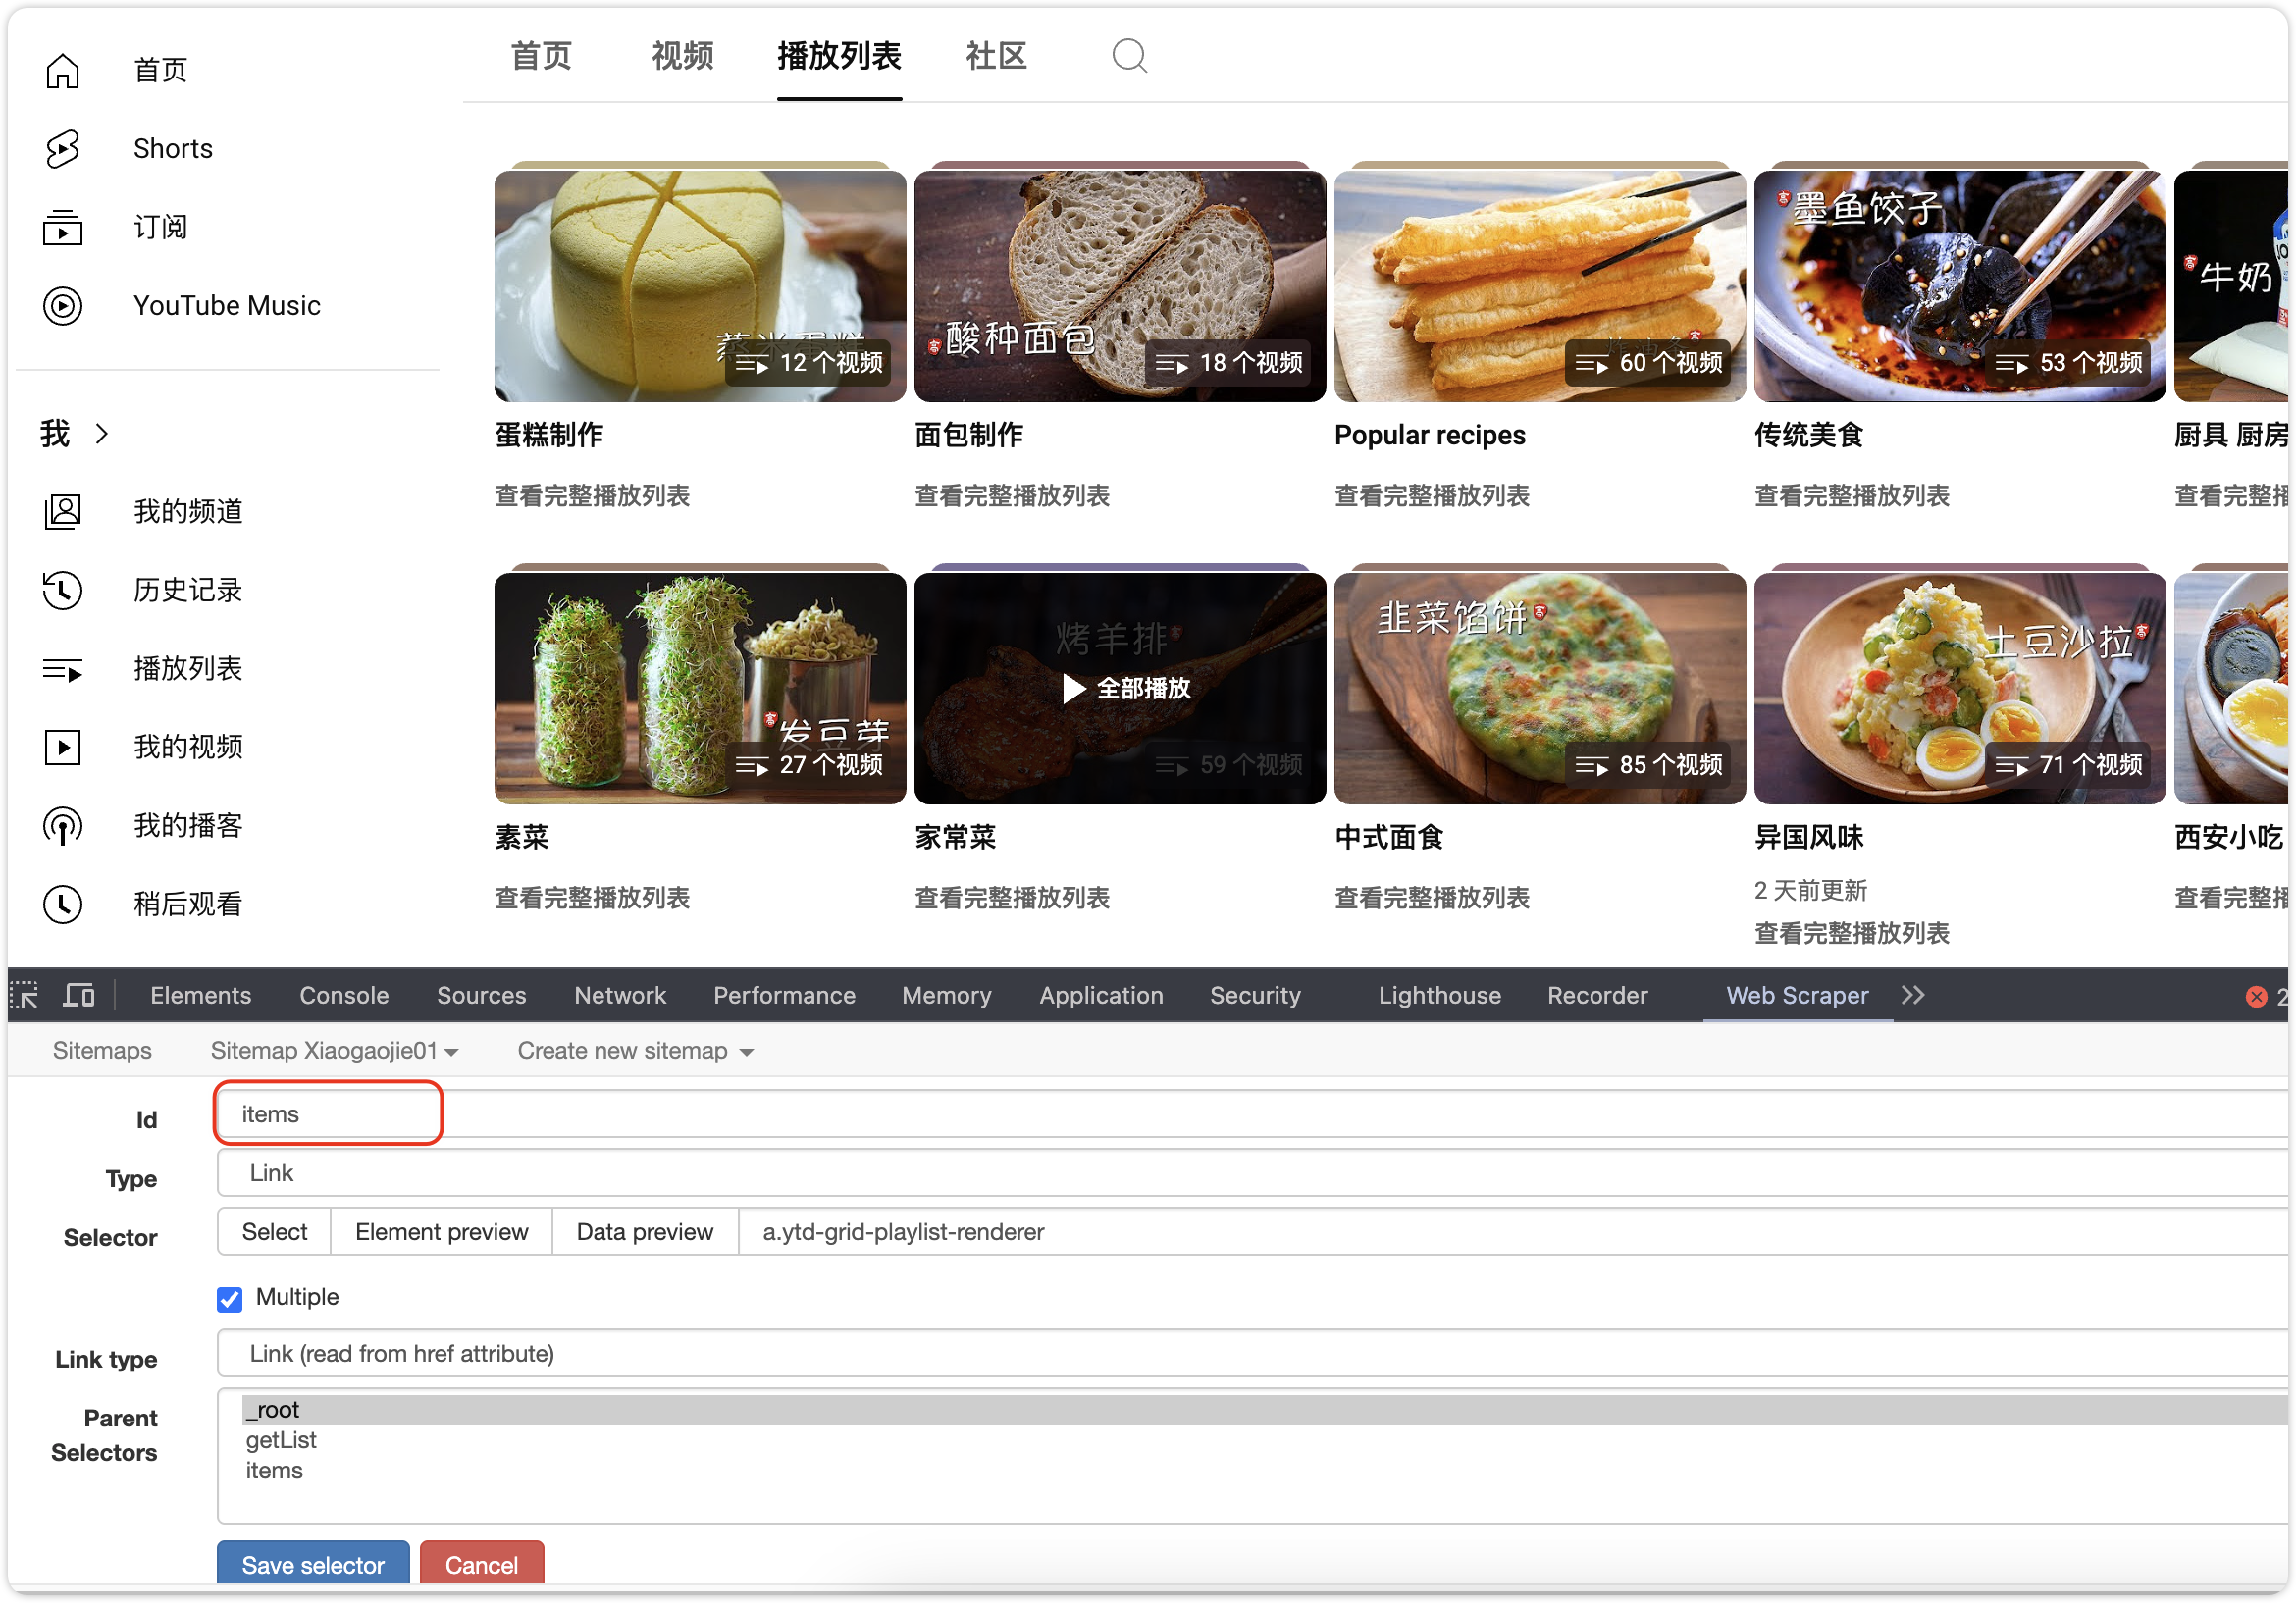 首页
Shorts
订阅
YouTube Music
我
我的频道
历史记录
播放列表
我的视频
我的播客
稍后观看
首页 视频 播放列表 社区
蒸米蛋糕
12 个视频
蛋糕制作
查看完整播放列表
酸种面包
18 个视频
面包制作
查看完整播放列表
60 个视频
Popular recipes
查看完整播放列表
墨鱼饺子
53 个视频
传统美食
查看完整播放列表
牛奶
厨具 厨房
查看完整播
发豆芽
27 个视频
素菜
查看完整播放列表
烤羊排
全部播放
59 个视频
家常菜
查看完整播放列表
韭菜馅饼
85 个视频
中式面食
查看完整播放列表
土豆沙拉
71 个视频
异国风味
2 天前更新
查看完整播放列表
西安小吃
查看完整播
Elements Console Sources Network Performance Memory Application Security Lighthouse Recorder Web Scraper 2
Sitemaps Sitemap Xiaogaojie01 Create new sitemap
Id items
Type Link
Selector Select Element preview Data preview a.ytd-grid-playlist-renderer
Multiple
Link type Link (read from href attribute)
Parent Selectors _root
getList
items
Save selector Cancel